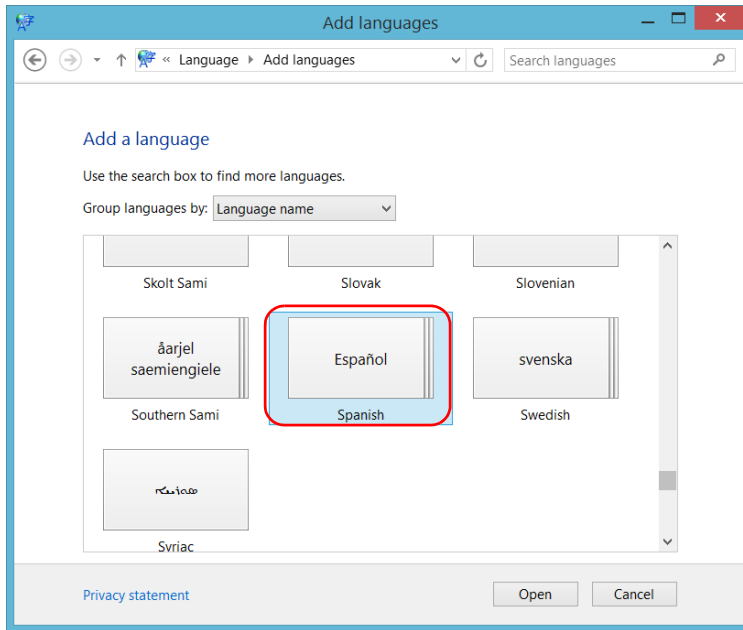 Add languages
« Language Add languages
Search languages
Add a language
Use the search box to find more languages.
Group languages by: Language name
Skolt Sami Slovak Slovenian
åarjel
saemiengiele
Español
svenska
Southern Sami Spanish Swedish
ܣܘܪܝܝܐ
Syriac
Privacy statement
Open Cancel